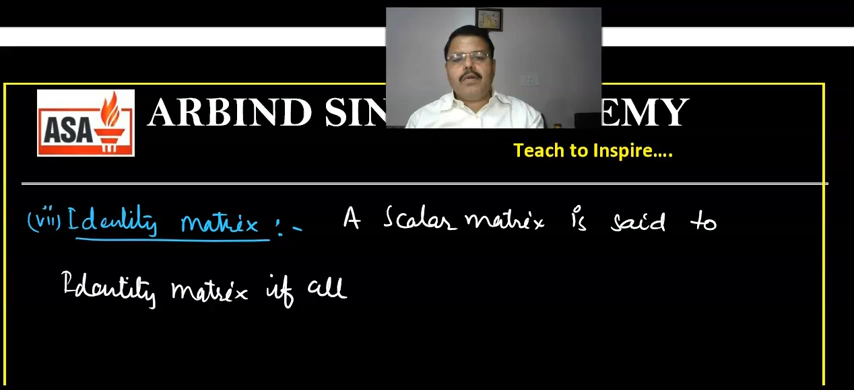 ASA
ARBIND SIN EMY
Teach to Inspire....
(vii) Identity matrix :- A Scalar matrix is said to
Identity matrix if all